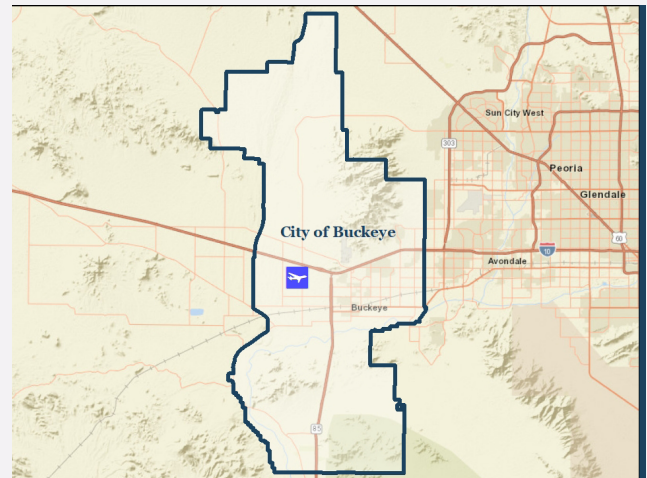 Sun City West
303
Peoria
Glendale
City of Buckeye
60
10
Avondale
Buckeye
85